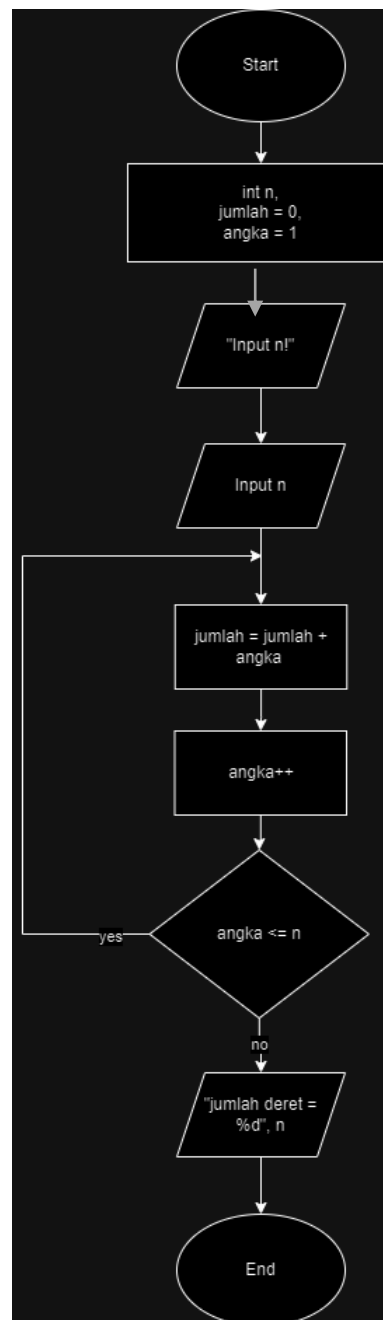 Start
int n,
jumlah = 0,
angka = 1
"Input n!"
Input n
jumlah = jumlah +
angka
angka++
angka <= n
yes
no
"jumlah deret =
%d", n
End